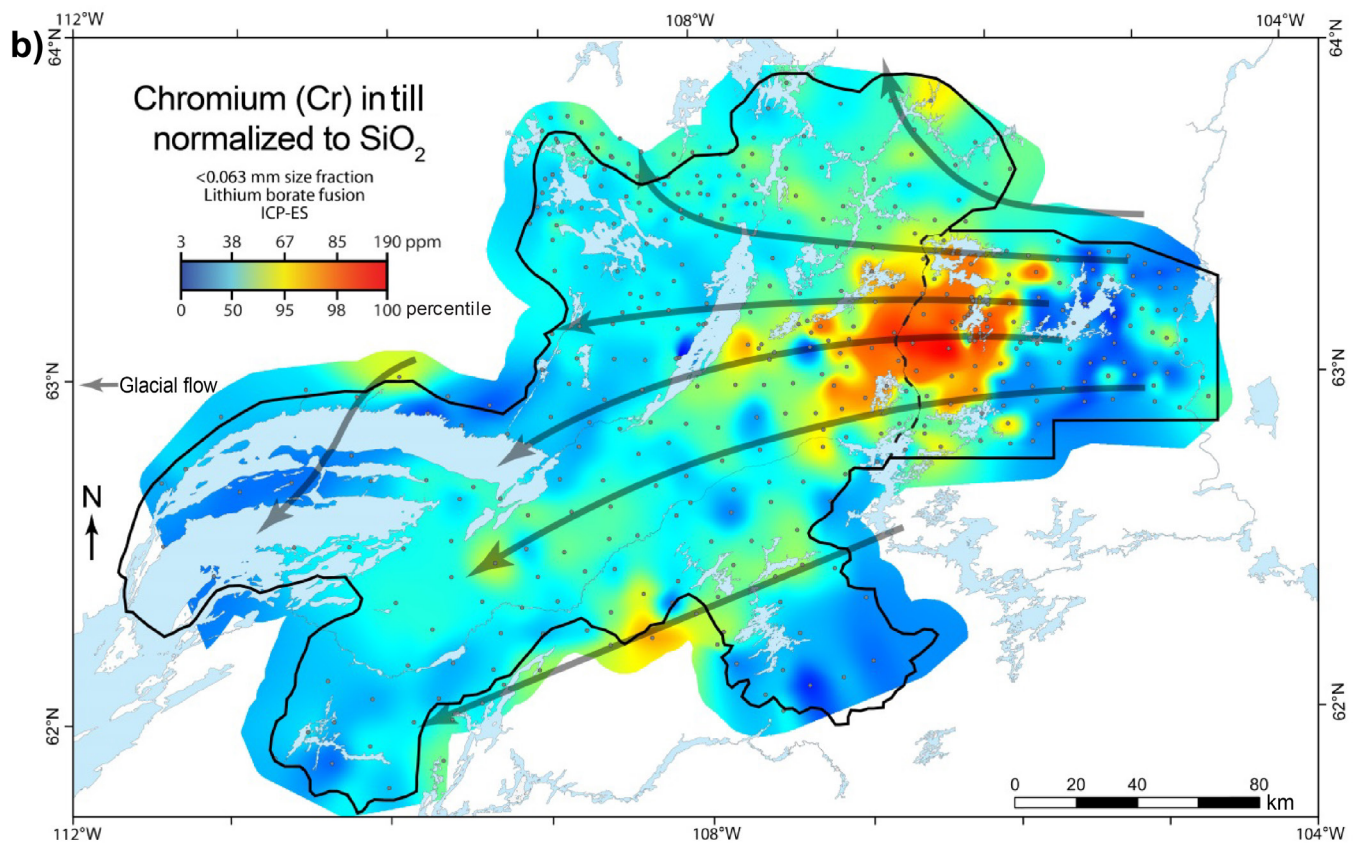 b)
112°W 108°W 104°W
64°N 64°N
Chromium (Cr) in till
normalized to SiO2
<0.063 mm size fraction
Lithium borate fusion
ICP-ES
3 38 67 85 190 ppm
0 50 95 98 100 percentile
63°N 63°N
Glacial flow
N
62°N 62°N
0 20 40 80
km
112°W 108°W 104°W